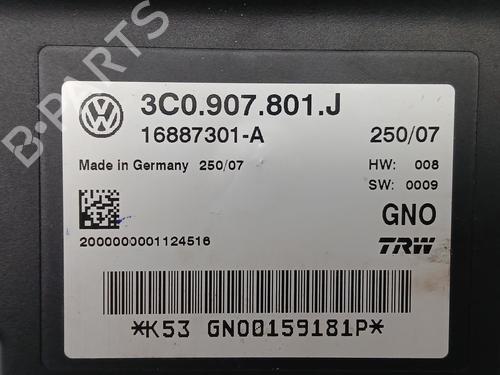 B-PARTS
3C0.907.801.J
16887301-A 250/07
Made in Germany 250/07 HW: 008
SW: 0009
GNO
2000000001124516 TRW
*K53 GNO0159181P*